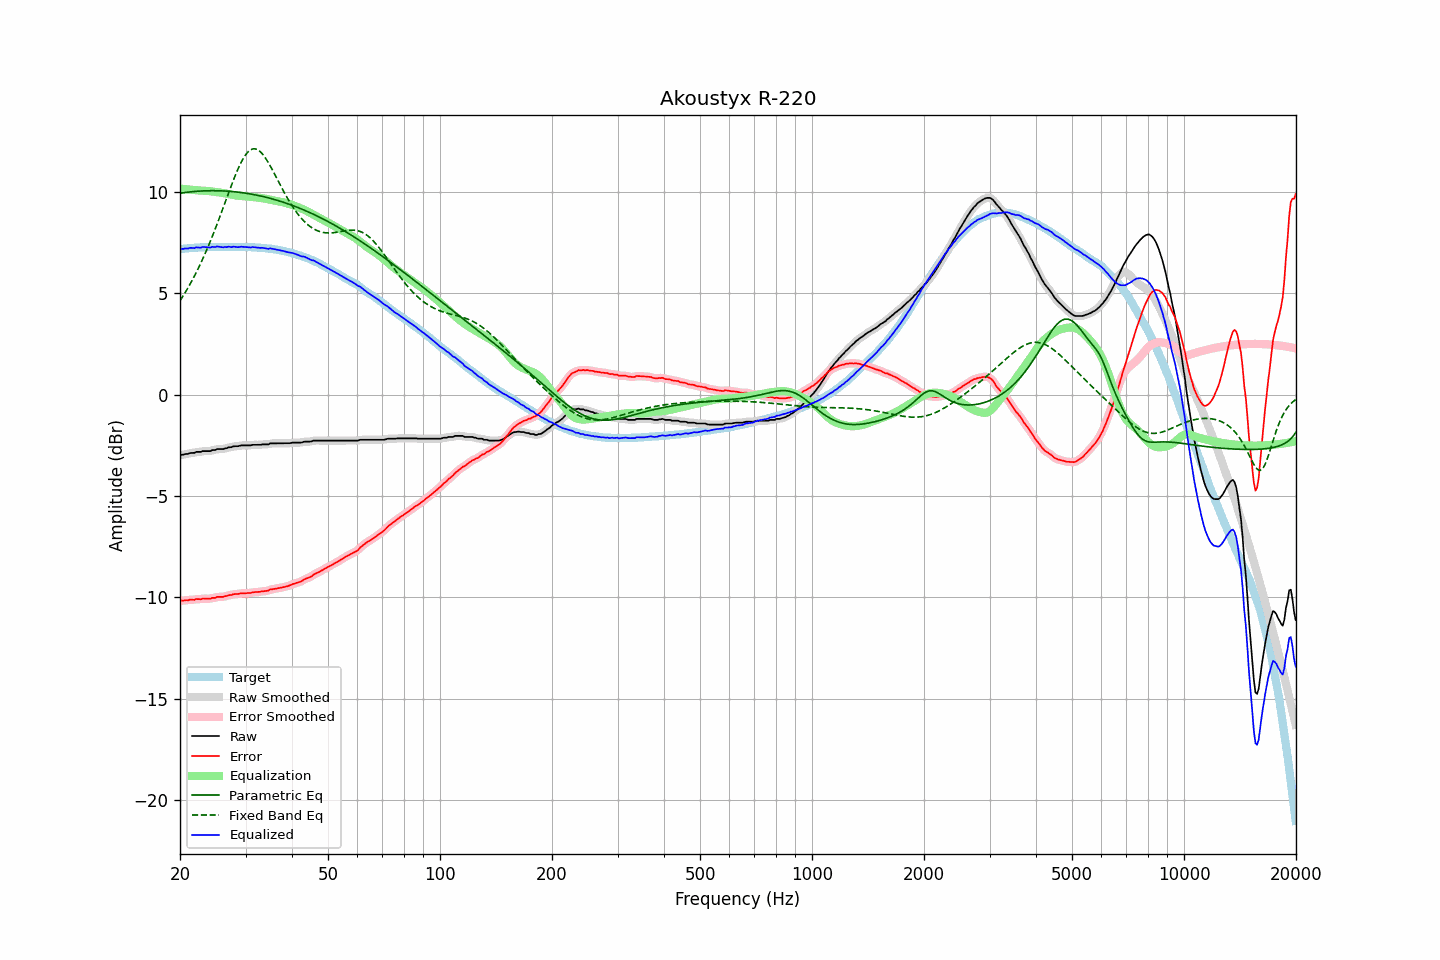 Akoustyx R-220
Amplitude (dBr)
10
5
0
−5
−10
−15
−20
Target
Raw Smoothed
Error Smoothed
Raw
Error
Equalization
Parametric Eq
Fixed Band Eq
Equalized
20 50 100 200 500 1000 2000 5000 10000 20000
Frequency (Hz)